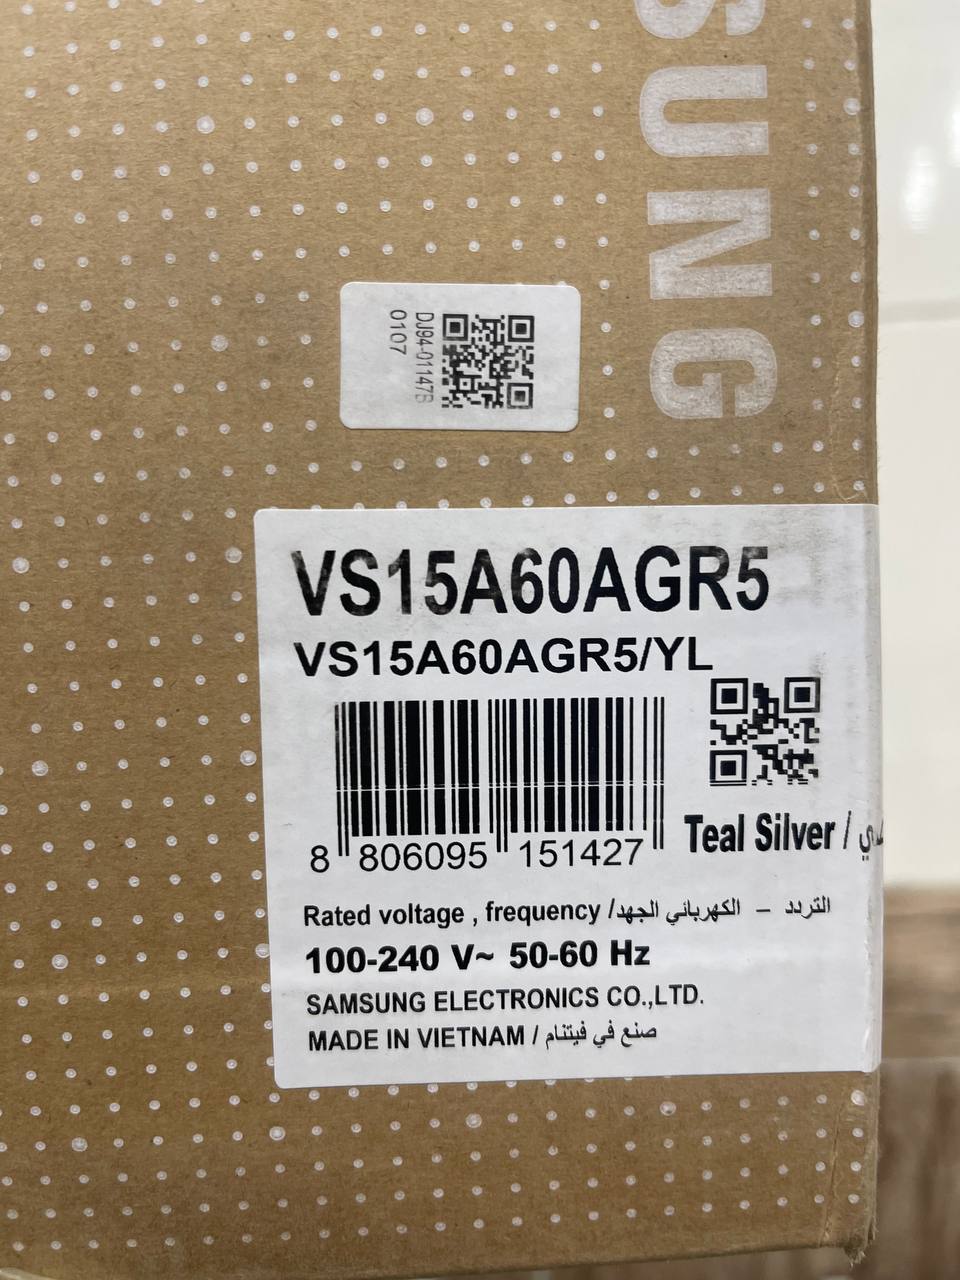 SUNG
DJ94-01147B
0107
VS15A60AGR5
VS15A60AGR5/YL
8 806095 151427
Teal Silver /
Rated voltage , frequency / الكهربائي الجهد – التردد
100-240 V~ 50-60 Hz
SAMSUNG ELECTRONICS CO.,LTD.
MADE IN VIETNAM / صنع في فيتنام